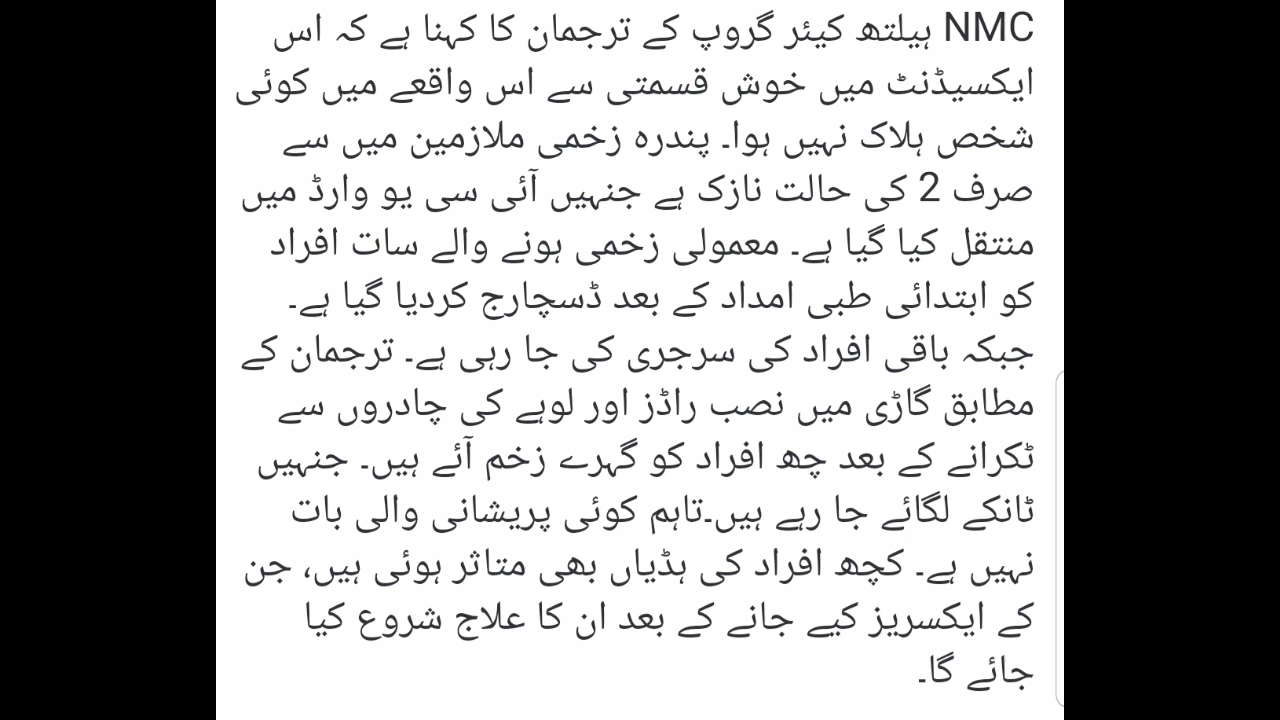 NMC ہیلتھ کیئر گروپ کے ترجمان کا کہنا ہے کہ اس
ایکسیڈنٹ میں خوش قسمتی سے اس واقعے میں کوئی
شخص ہلاک نہیں ہوا۔ پندرہ زخمی ملازمین میں سے
صرف 2 کی حالت نازک ہے جنہیں آئی سی یو وارڈ میں
منتقل کیا گیا ہے۔ معمولی زخمی ہونے والے سات افراد
کو ابتدائی طبی امداد کے بعد ڈسچارج کردیا گیا ہے۔
جبکہ باقی افراد کی سرجری کی جا رہی ہے۔ ترجمان کے
مطابق گاڑی میں نصب راڈز اور لوہے کی چادروں سے
ٹکرانے کے بعد چھ افراد کو گہرے زخم آئے ہیں۔ جنہیں
ٹانکے لگائے جا رہے ہیں۔تاہم کوئی پریشانی والی بات
نہیں ہے۔ کچھ افراد کی ہڈیاں بھی متاثر ہوئی ہیں، جن
کے ایکسریز کیے جانے کے بعد ان کا علاج شروع کیا
جائے گا۔